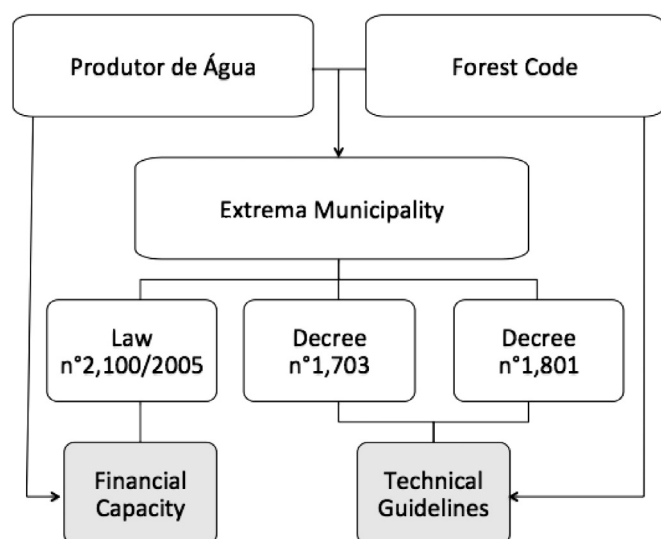 Produtor de Água
Forest Code
Extrema Municipality
Law
n°2,100/2005
Decree
n°1,703
Decree
n°1,801
Financial
Capacity
Technical
Guidelines